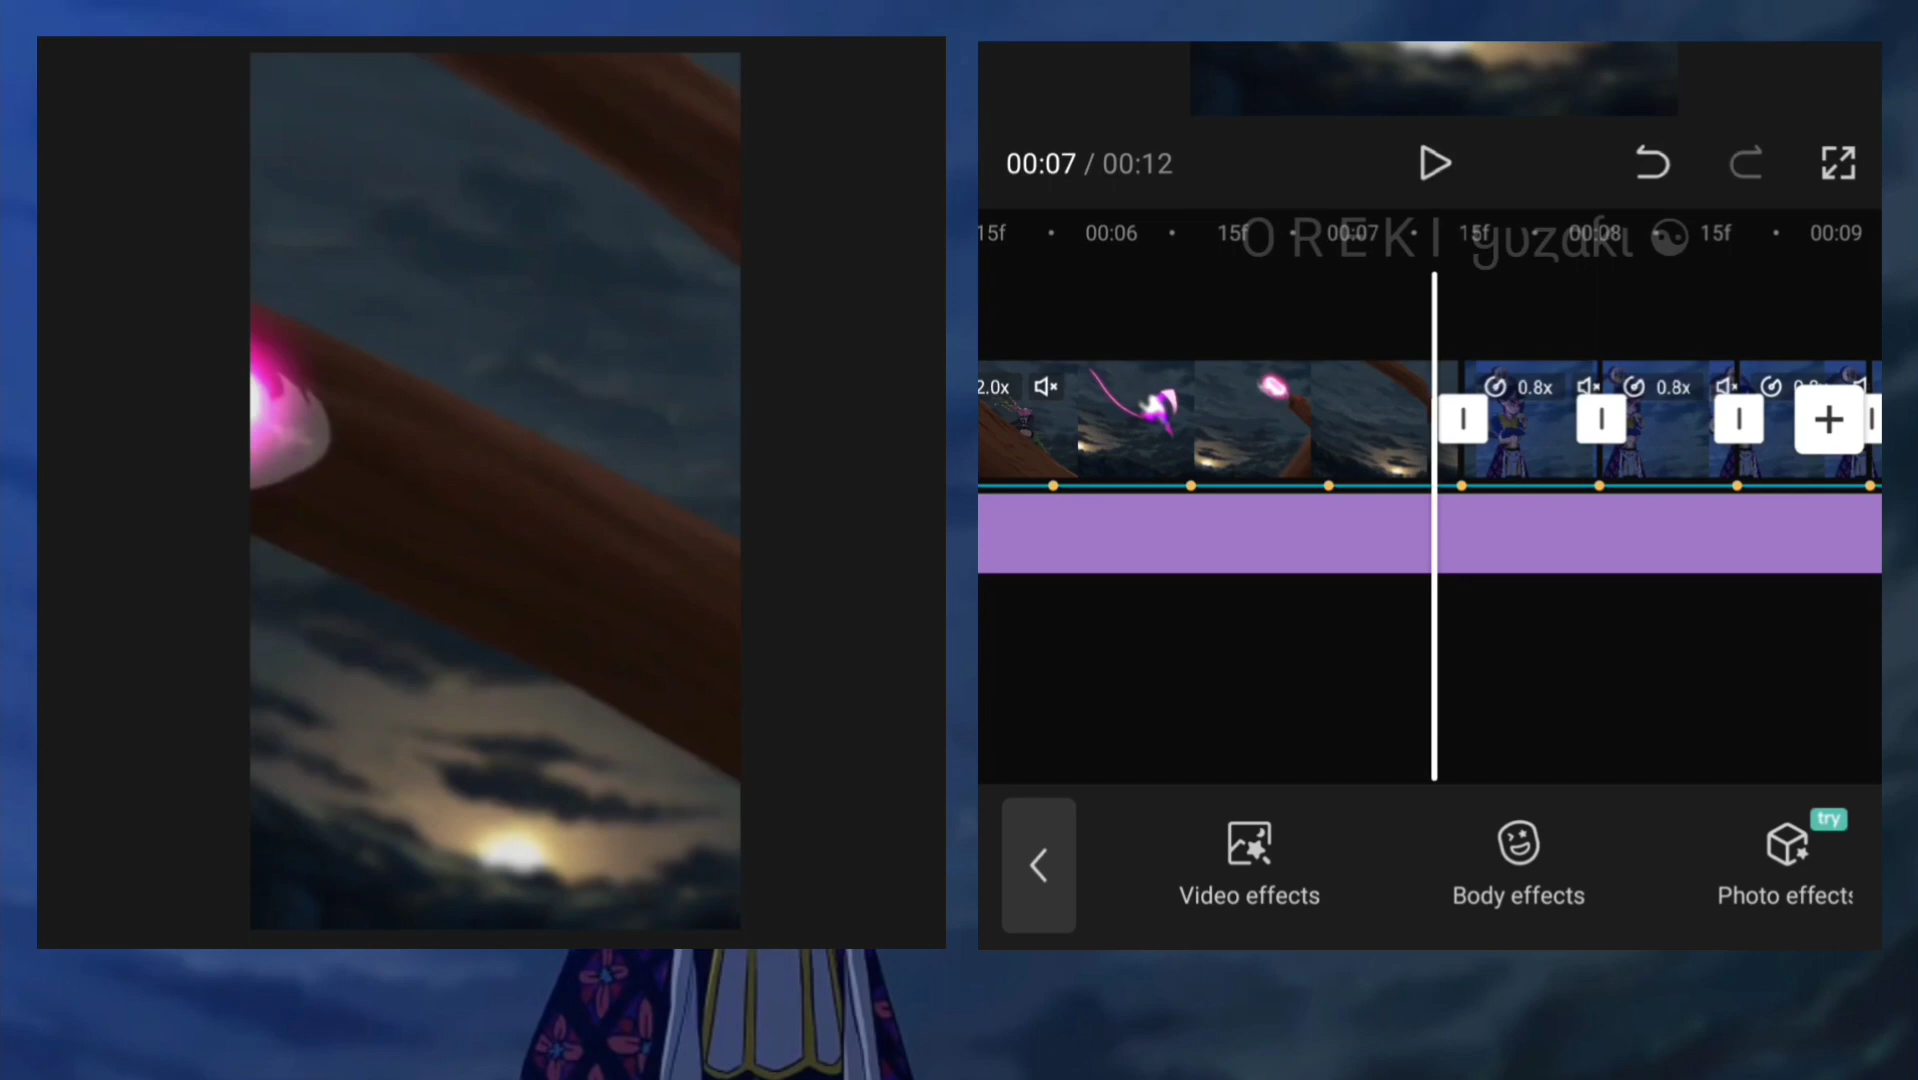 00:07 / 00:12
15f 00:06 15f 00:07 15f 00:08 15f 00:09
OREKI yuzaki
2.0x 0.8x 0.8x
try
Video effects Body effects Photo effects